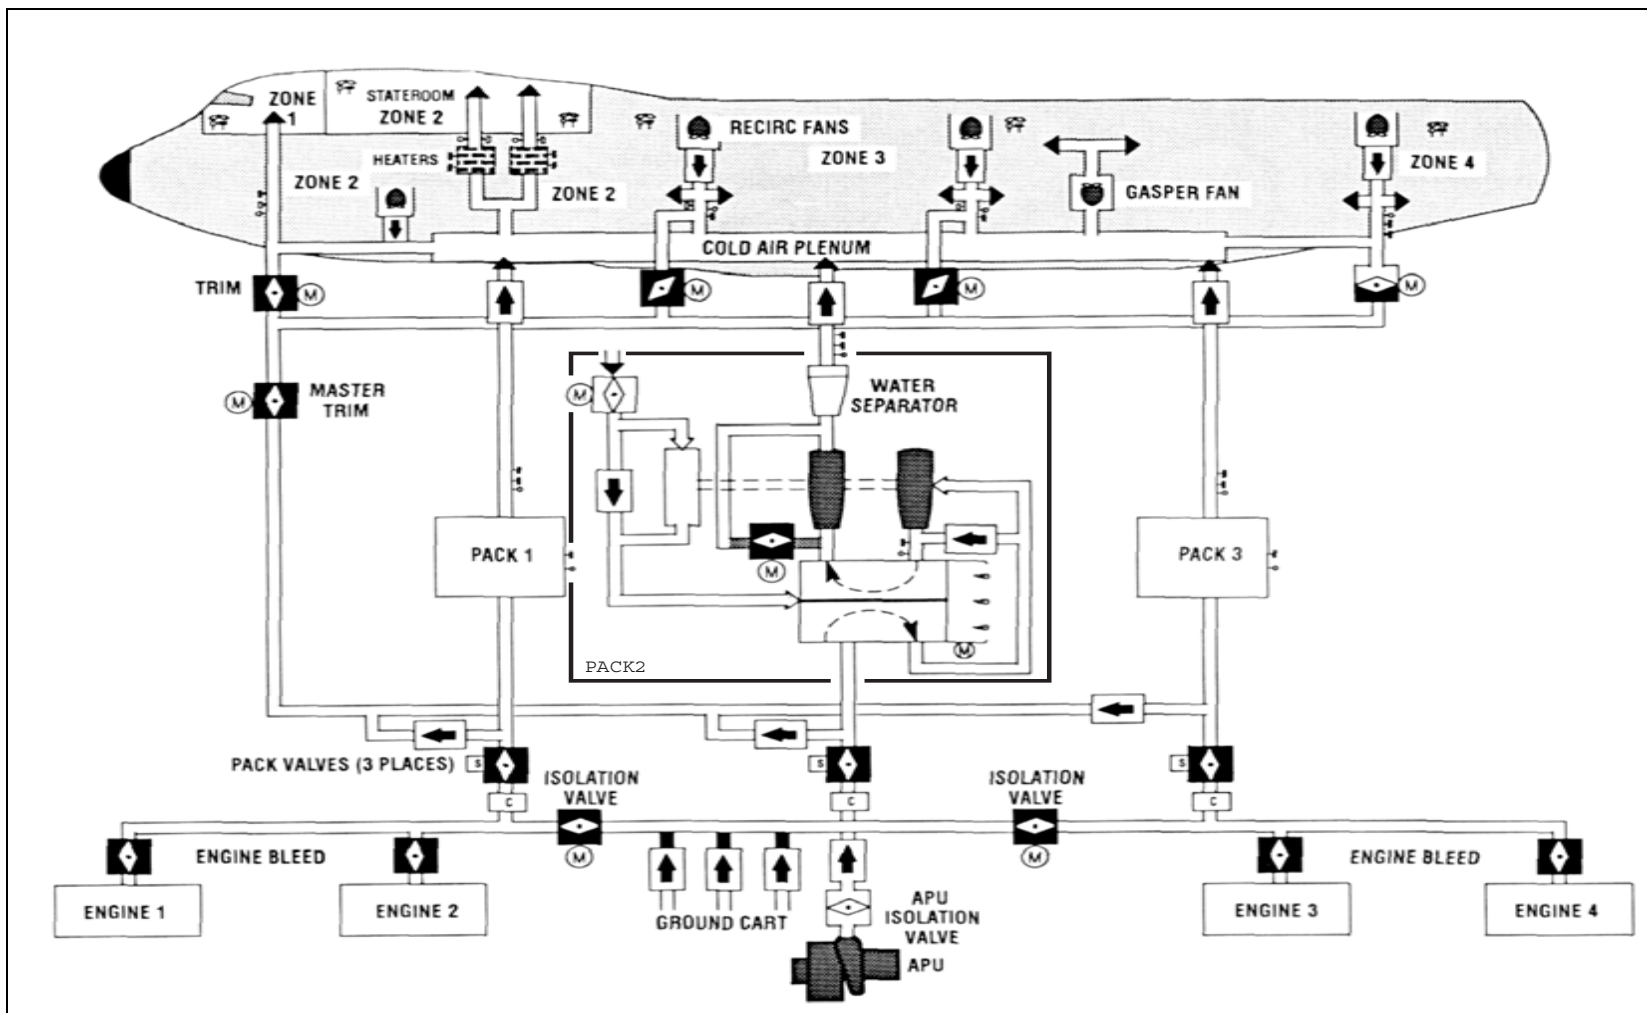 ZONE
1
STATEROOM
ZONE 2
HEATERS
ZONE 2
ZONE 2
RECIRC FANS
ZONE 3
GASPER FAN
ZONE 4
COLD AIR PLENUM
TRIM
M
M
M
M
MASTER
TRIM
M
M
WATER
SEPARATOR
PACK 1
M
PACK 3
M
PACK2
PACK VALVES (3 PLACES)
S
S
S
ISOLATION
VALVE
ISOLATION
VALVE
C
C
C
M
M
ENGINE BLEED
ENGINE BLEED
ENGINE 1
ENGINE 2
GROUND CART
APU
ISOLATION
VALVE
APU
ENGINE 3
ENGINE 4